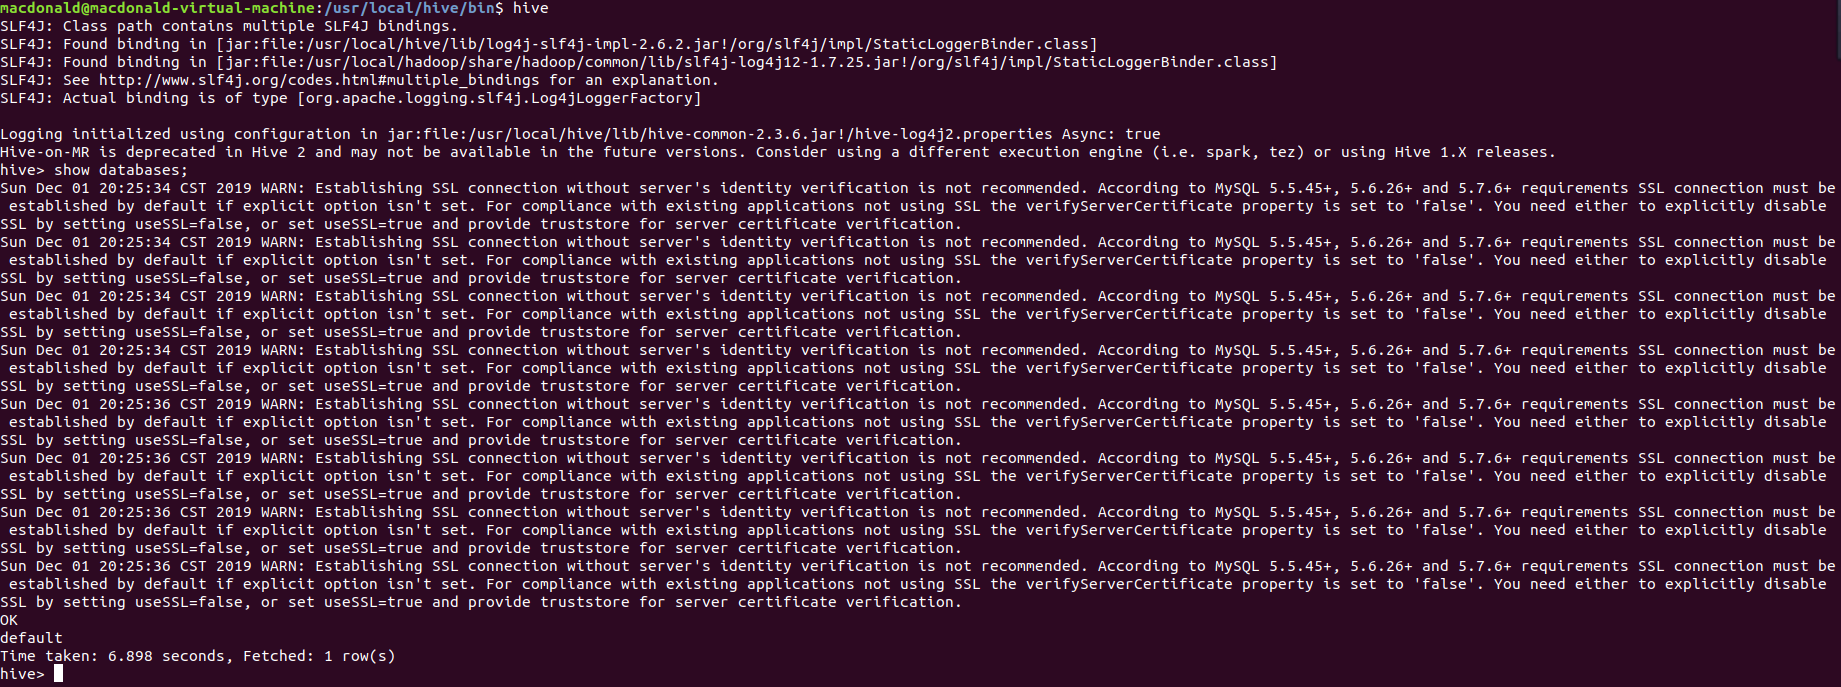 macdonald@macdonald-virtual-machine:/usr/local/hive/bin$ hive
SLF4J: Class path contains multiple SLF4J bindings.
SLF4J: Found binding in [jar:file:/usr/local/hive/lib/log4j-slf4j-impl-2.6.2.jar!/org/slf4j/impl/StaticLoggerBinder.class]
SLF4J: Found binding in [jar:file:/usr/local/hadoop/share/hadoop/common/lib/slf4j-log4j12-1.7.25.jar!/org/slf4j/impl/StaticLoggerBinder.class]
SLF4J: See http://www.slf4j.org/codes.html#multiple_bindings for an explanation.
SLF4J: Actual binding is of type [org.apache.logging.slf4j.Log4jLoggerFactory]

Logging initialized using configuration in jar:file:/usr/local/hive/lib/hive-common-2.3.6.jar!/hive-log4j2.properties Async: true
Hive-on-MR is deprecated in Hive 2 and may not be available in the future versions. Consider using a different execution engine (i.e. spark, tez) or using Hive 1.X releases.
hive> show databases;
Sun Dec 01 20:25:34 CST 2019 WARN: Establishing SSL connection without server's identity verification is not recommended. According to MySQL 5.5.45+, 5.6.26+ and 5.7.6+ requirements SSL connection must be
 established by default if explicit option isn't set. For compliance with existing applications not using SSL the verifyServerCertificate property is set to 'false'. You need either to explicitly disable
SSL by setting useSSL=false, or set useSSL=true and provide truststore for server certificate verification.
Sun Dec 01 20:25:34 CST 2019 WARN: Establishing SSL connection without server's identity verification is not recommended. According to MySQL 5.5.45+, 5.6.26+ and 5.7.6+ requirements SSL connection must be
 established by default if explicit option isn't set. For compliance with existing applications not using SSL the verifyServerCertificate property is set to 'false'. You need either to explicitly disable
SSL by setting useSSL=false, or set useSSL=true and provide truststore for server certificate verification.
Sun Dec 01 20:25:34 CST 2019 WARN: Establishing SSL connection without server's identity verification is not recommended. According to MySQL 5.5.45+, 5.6.26+ and 5.7.6+ requirements SSL connection must be
 established by default if explicit option isn't set. For compliance with existing applications not using SSL the verifyServerCertificate property is set to 'false'. You need either to explicitly disable
SSL by setting useSSL=false, or set useSSL=true and provide truststore for server certificate verification.
Sun Dec 01 20:25:34 CST 2019 WARN: Establishing SSL connection without server's identity verification is not recommended. According to MySQL 5.5.45+, 5.6.26+ and 5.7.6+ requirements SSL connection must be
 established by default if explicit option isn't set. For compliance with existing applications not using SSL the verifyServerCertificate property is set to 'false'. You need either to explicitly disable
SSL by setting useSSL=false, or set useSSL=true and provide truststore for server certificate verification.
Sun Dec 01 20:25:36 CST 2019 WARN: Establishing SSL connection without server's identity verification is not recommended. According to MySQL 5.5.45+, 5.6.26+ and 5.7.6+ requirements SSL connection must be
 established by default if explicit option isn't set. For compliance with existing applications not using SSL the verifyServerCertificate property is set to 'false'. You need either to explicitly disable
SSL by setting useSSL=false, or set useSSL=true and provide truststore for server certificate verification.
Sun Dec 01 20:25:36 CST 2019 WARN: Establishing SSL connection without server's identity verification is not recommended. According to MySQL 5.5.45+, 5.6.26+ and 5.7.6+ requirements SSL connection must be
 established by default if explicit option isn't set. For compliance with existing applications not using SSL the verifyServerCertificate property is set to 'false'. You need either to explicitly disable
SSL by setting useSSL=false, or set useSSL=true and provide truststore for server certificate verification.
Sun Dec 01 20:25:36 CST 2019 WARN: Establishing SSL connection without server's identity verification is not recommended. According to MySQL 5.5.45+, 5.6.26+ and 5.7.6+ requirements SSL connection must be
 established by default if explicit option isn't set. For compliance with existing applications not using SSL the verifyServerCertificate property is set to 'false'. You need either to explicitly disable
SSL by setting useSSL=false, or set useSSL=true and provide truststore for server certificate verification.
Sun Dec 01 20:25:36 CST 2019 WARN: Establishing SSL connection without server's identity verification is not recommended. According to MySQL 5.5.45+, 5.6.26+ and 5.7.6+ requirements SSL connection must be
 established by default if explicit option isn't set. For compliance with existing applications not using SSL the verifyServerCertificate property is set to 'false'. You need either to explicitly disable
SSL by setting useSSL=false, or set useSSL=true and provide truststore for server certificate verification.
OK
default
Time taken: 6.898 seconds, Fetched: 1 row(s)
hive>